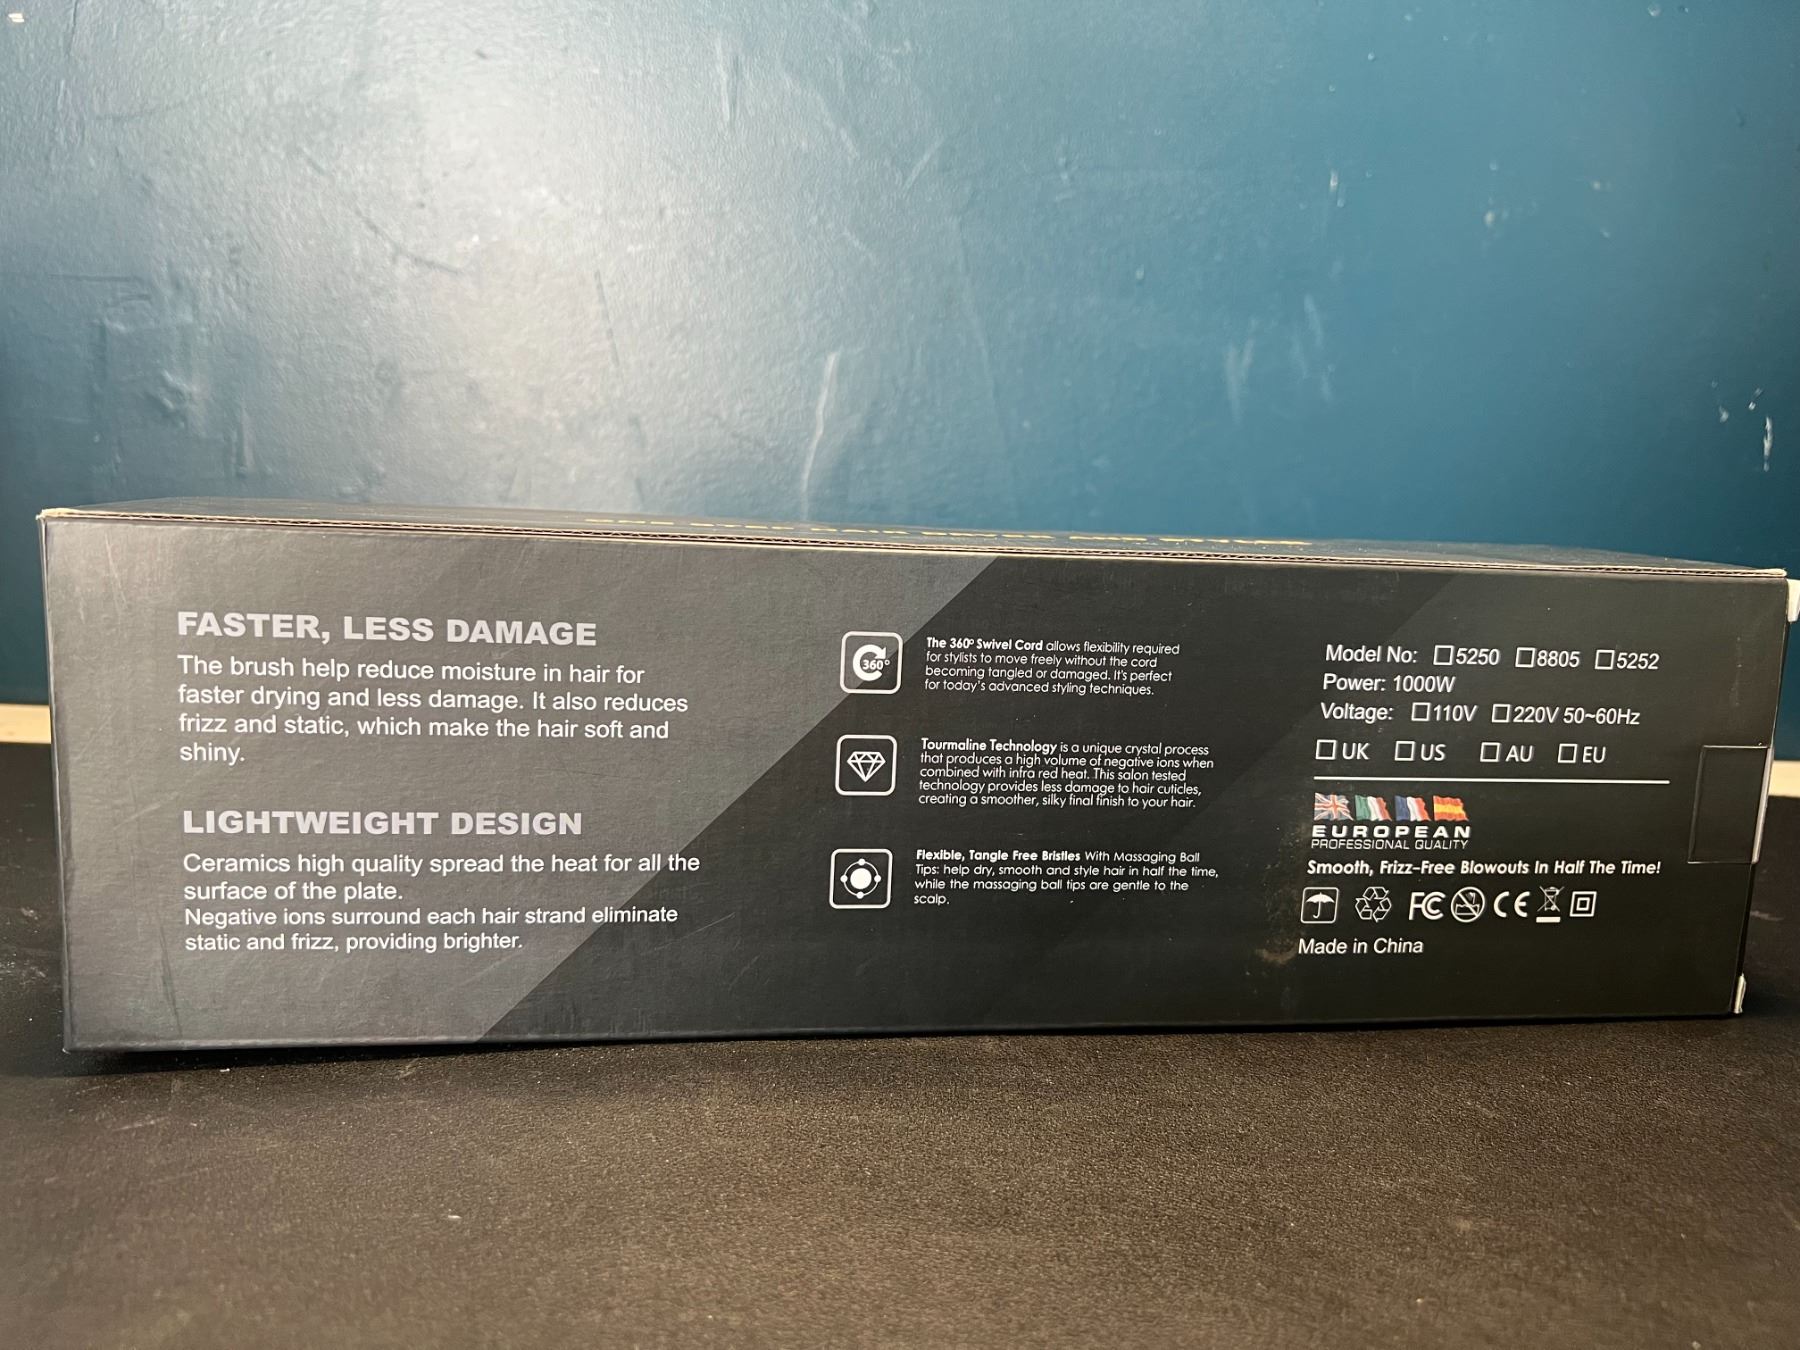 ONE STEP HAIR DRYER AND STYLER
FASTER, LESS DAMAGE
The brush help reduce moisture in hair for
faster drying and less damage. It also reduces
frizz and static, which make the hair soft and
shiny.
LIGHTWEIGHT DESIGN
Ceramics high quality spread the heat for all the
surface of the plate.
Negative ions surround each hair strand eliminate
static and frizz, providing brighter.
360°
The 360° Swivel Cord allows flexibility required
for stylists to move freely without the cord
becoming tangled or damaged. It's perfect
for today's advanced styling techniques.
Tourmaline Technology is a unique crystal process
that produces a high volume of negative ions when
combined with infra red heat. This salon tested
technology provides less damage to hair cuticles,
creating a smoother, silky final finish to your hair.
Flexible, Tangle Free Bristles With Massaging Ball
Tips: help dry, smooth and style hair in half the time,
while the massaging ball tips are gentle to the
scalp.
Model No: □5250 □8805 □5252
Power: 1000W
Voltage: □110V □220V 50~60Hz
□UK □US □AU □EU
EUROPEAN
PROFESSIONAL QUALITY
Smooth, Frizz-Free Blowouts In Half The Time!
FC CE
Made in China